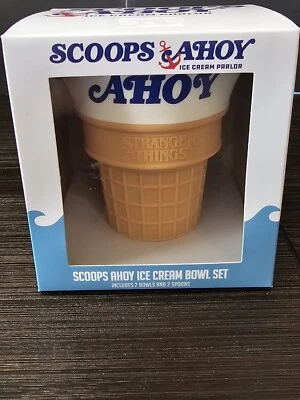 SCOOPS AHOY
ICE CREAM PARLOR
AHOY
STRANGER
THINGS
SCOOPS AHOY ICE CREAM BOWL SET
INCLUDES 2 BOWLS AND 2 SPOONS